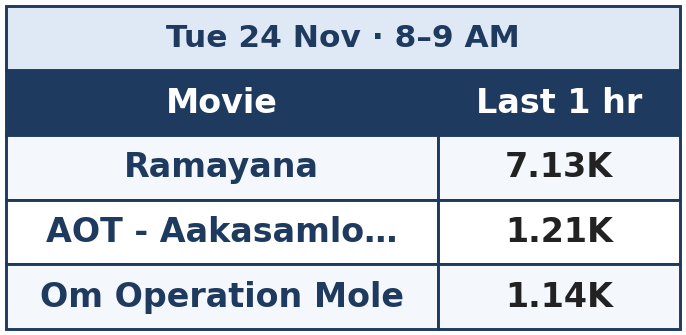 Tue 24 Nov · 8–9 AM
Movie Last 1 hr
Ramayana 7.13K
AOT - Aakasamlo... 1.21K
Om Operation Mole 1.14K